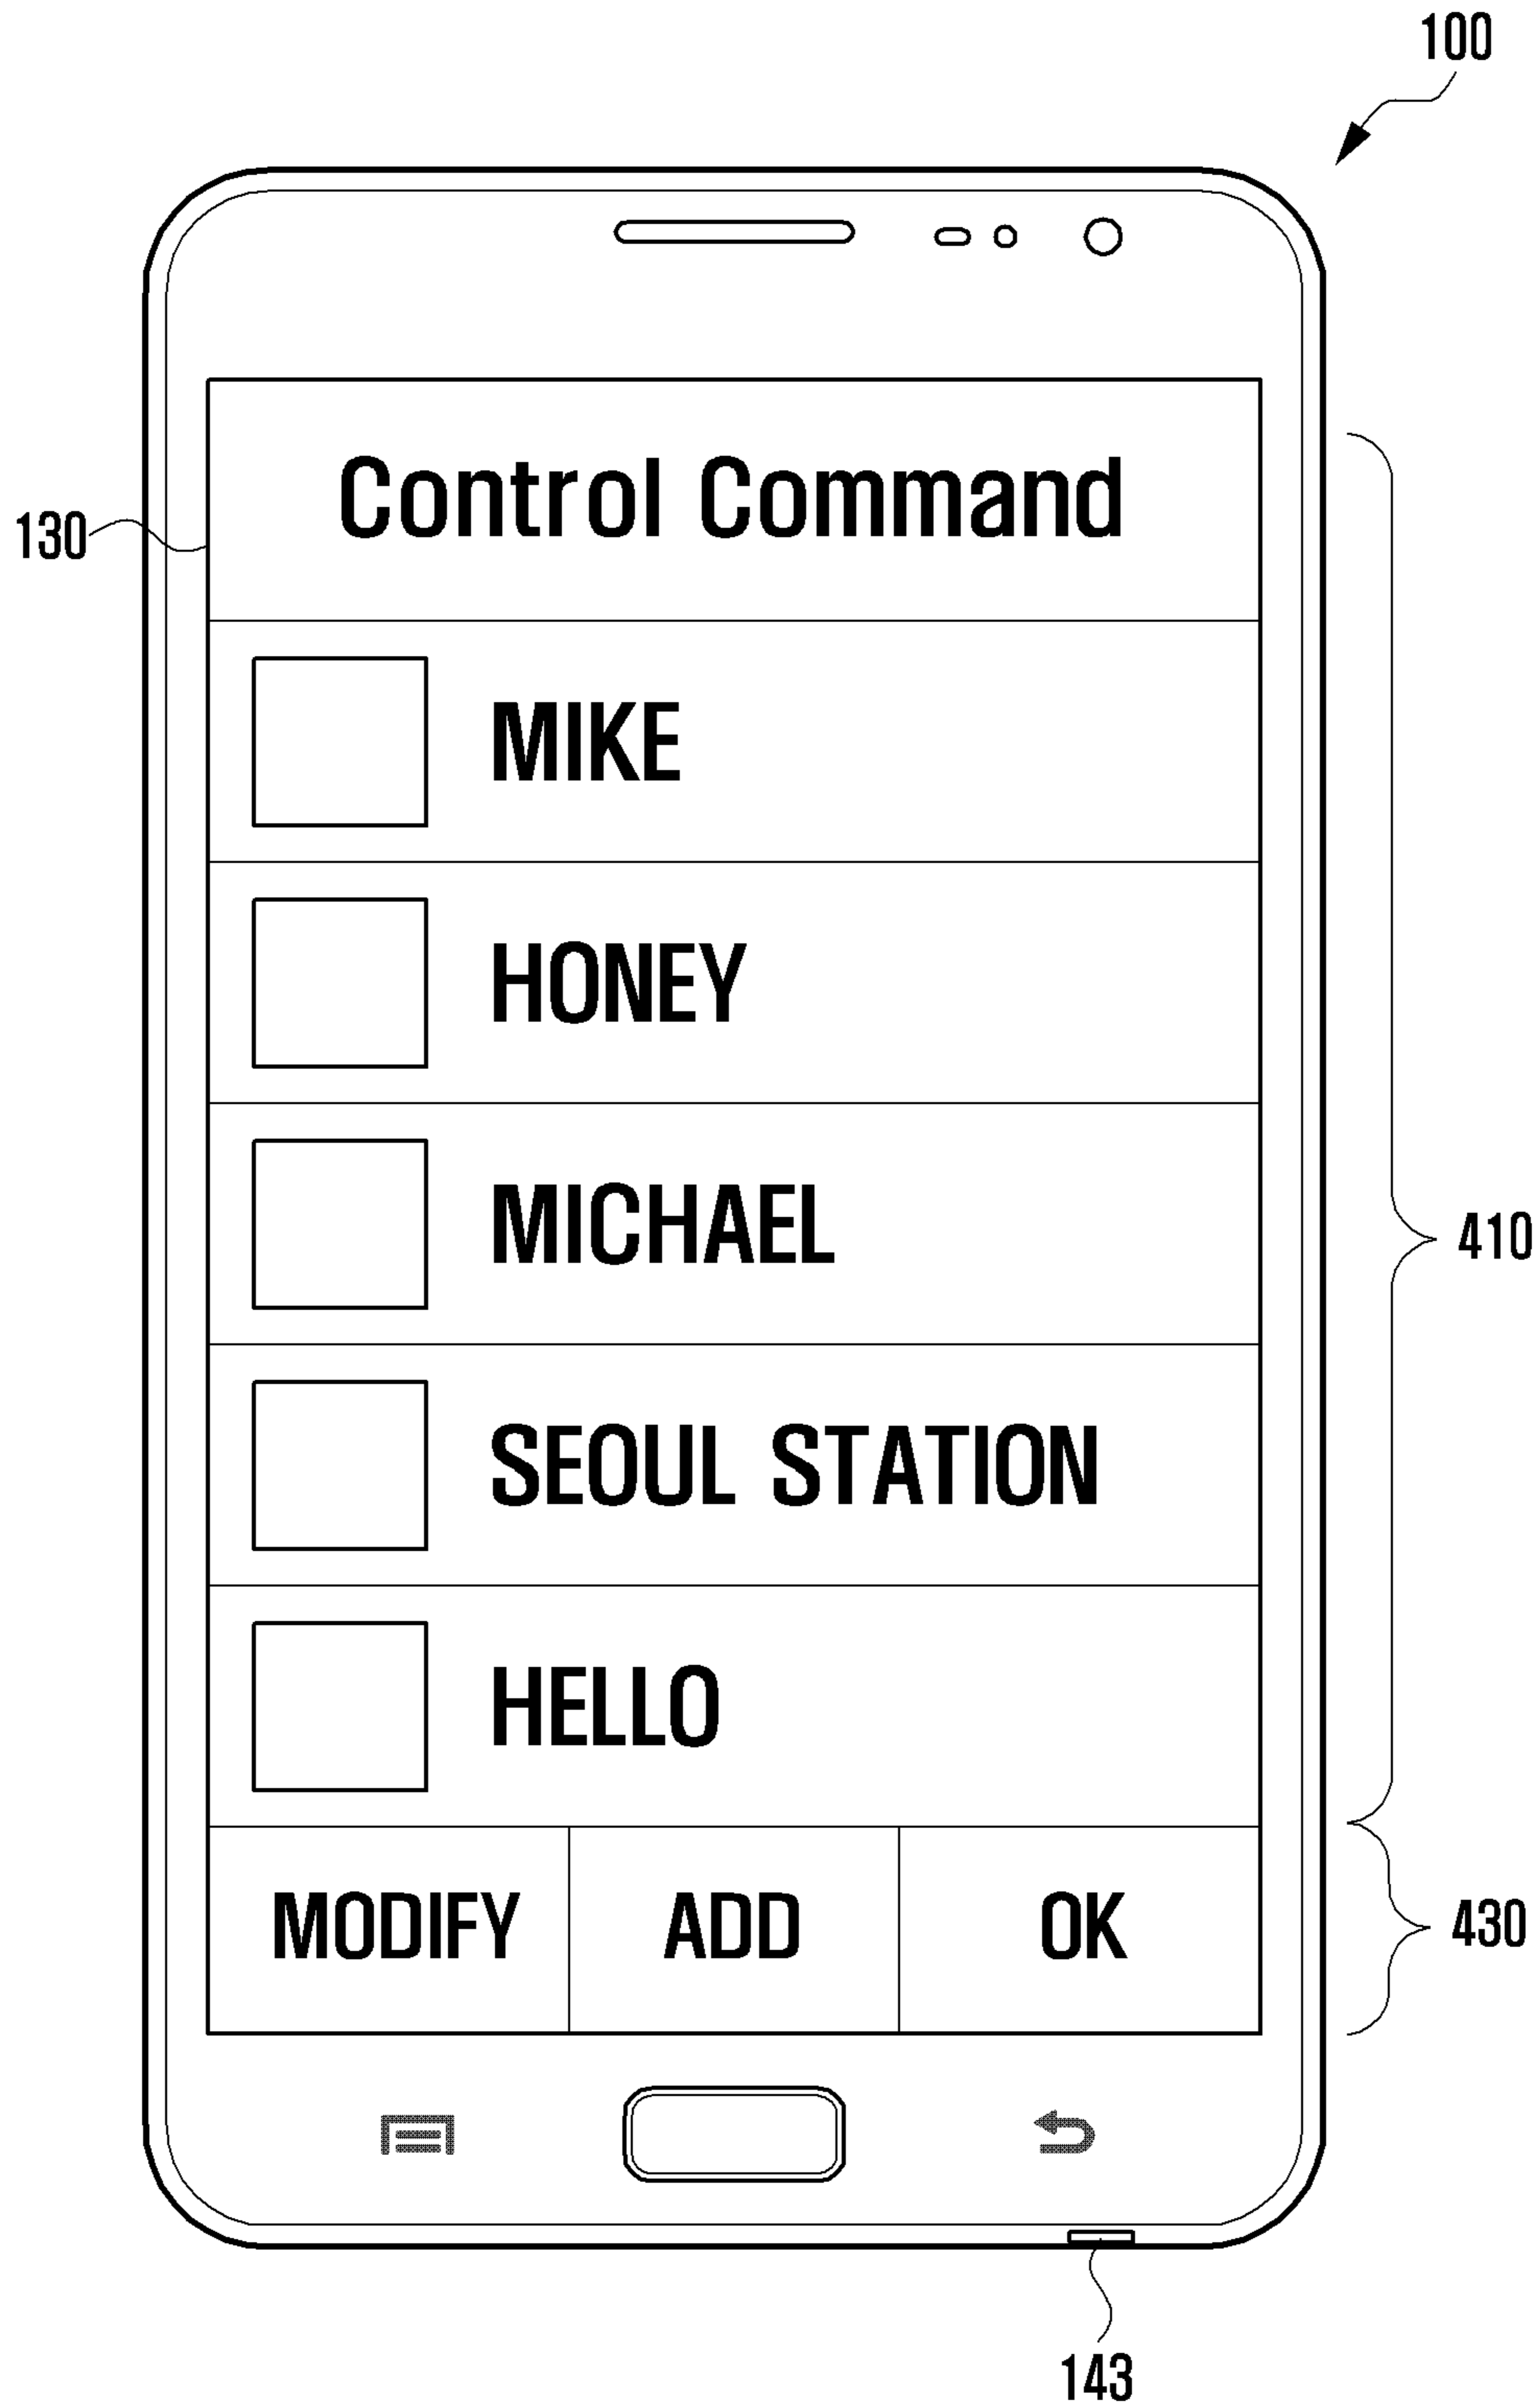 100
Control Command
130
MIKE
HONEY
MICHAEL
410
SEOUL STATION
HELLO
MODIFY ADD OK
430
143